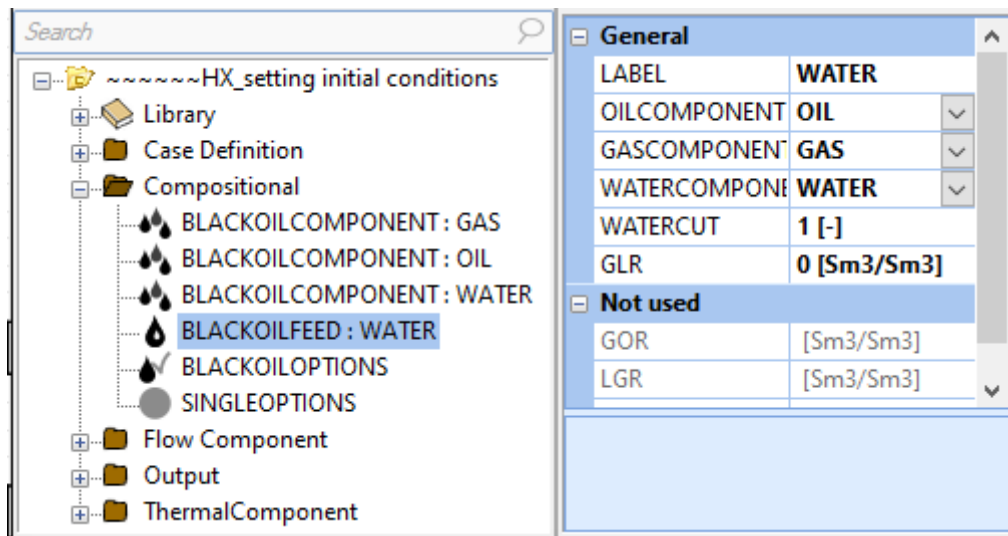 Search
~~~~~~HX_setting initial conditions
Library
Case Definition
Compositional
BLACKOILCOMPONENT : GAS
BLACKOILCOMPONENT : OIL
BLACKOILCOMPONENT : WATER
BLACKOILFEED : WATER
BLACKOILOPTIONS
SINGLEOPTIONS
Flow Component
Output
ThermalComponent
General
LABEL WATER
OILCOMPONENT OIL
GASCOMPONENT GAS
WATERCOMPONE WATER
WATERCUT 1 [-]
GLR 0 [Sm3/Sm3]
Not used
GOR [Sm3/Sm3]
LGR [Sm3/Sm3]